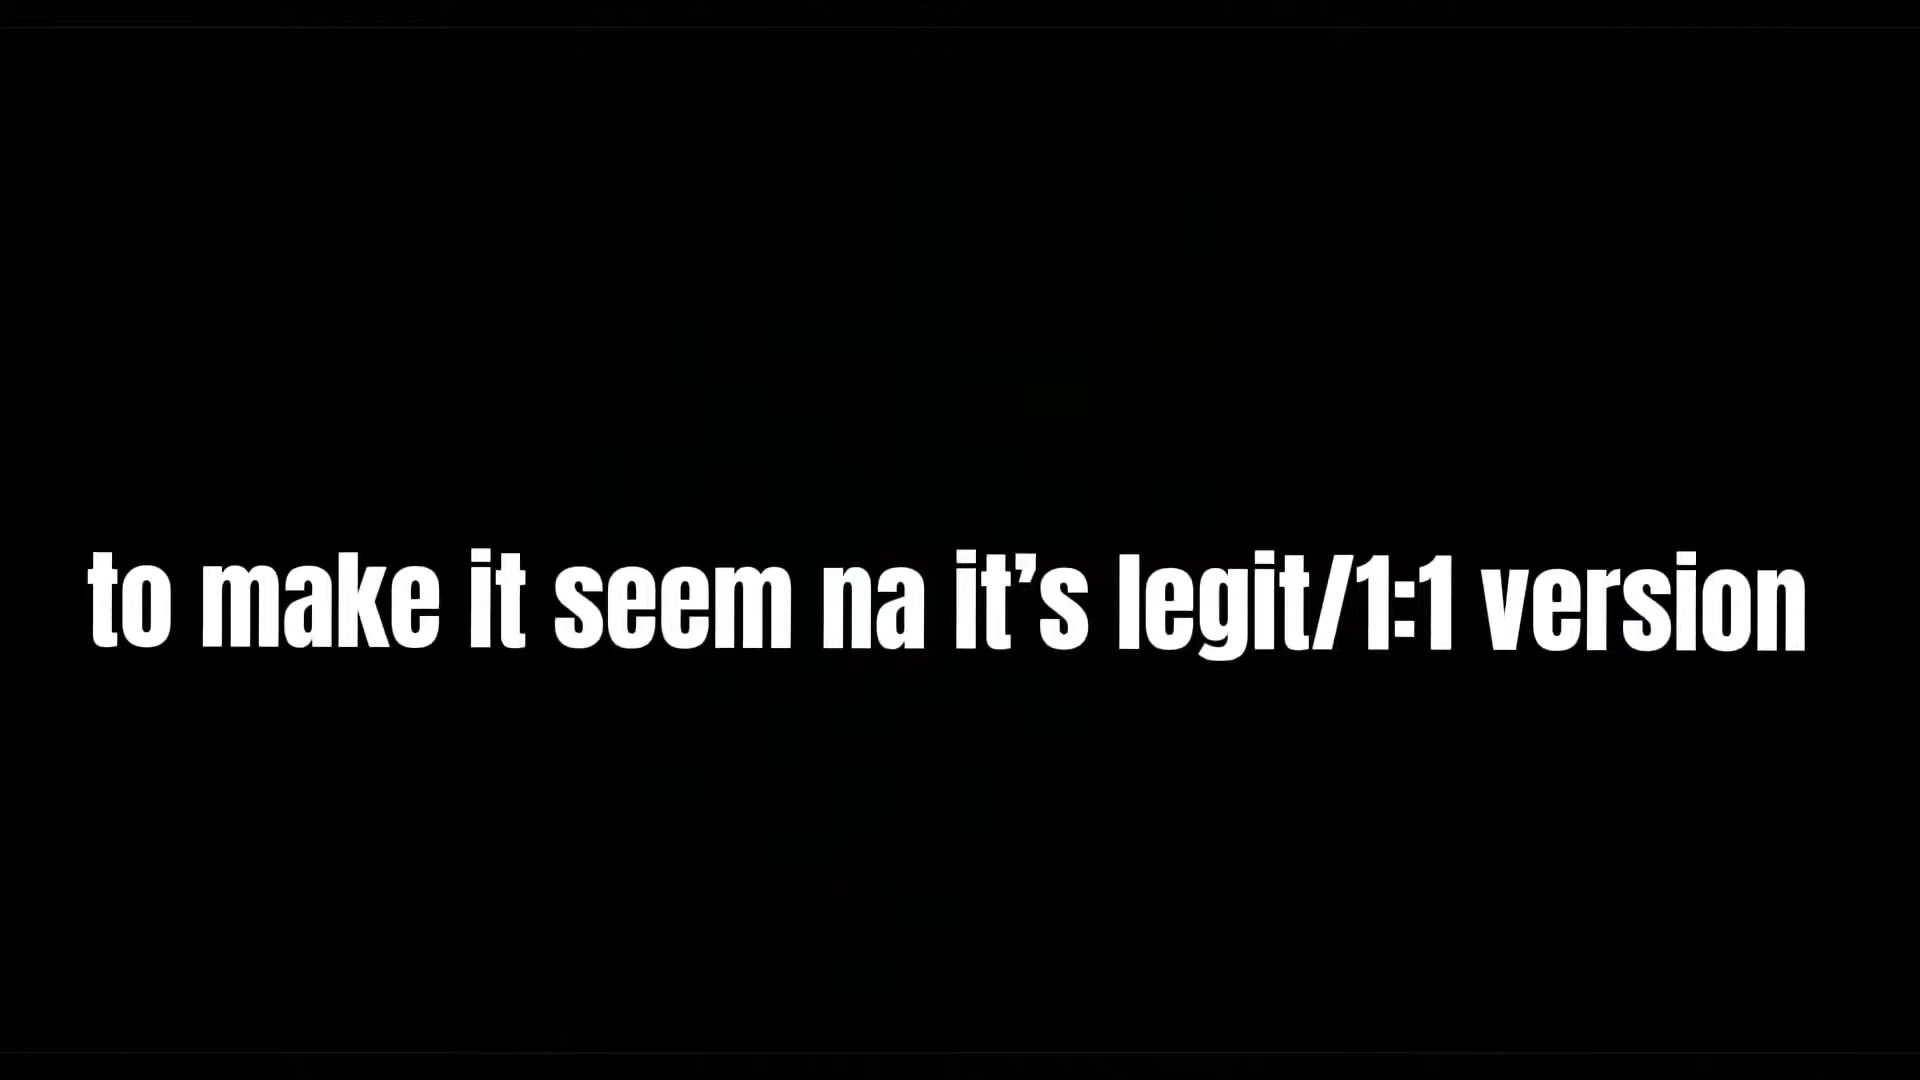 to make it seem na it’s legit/1:1 version